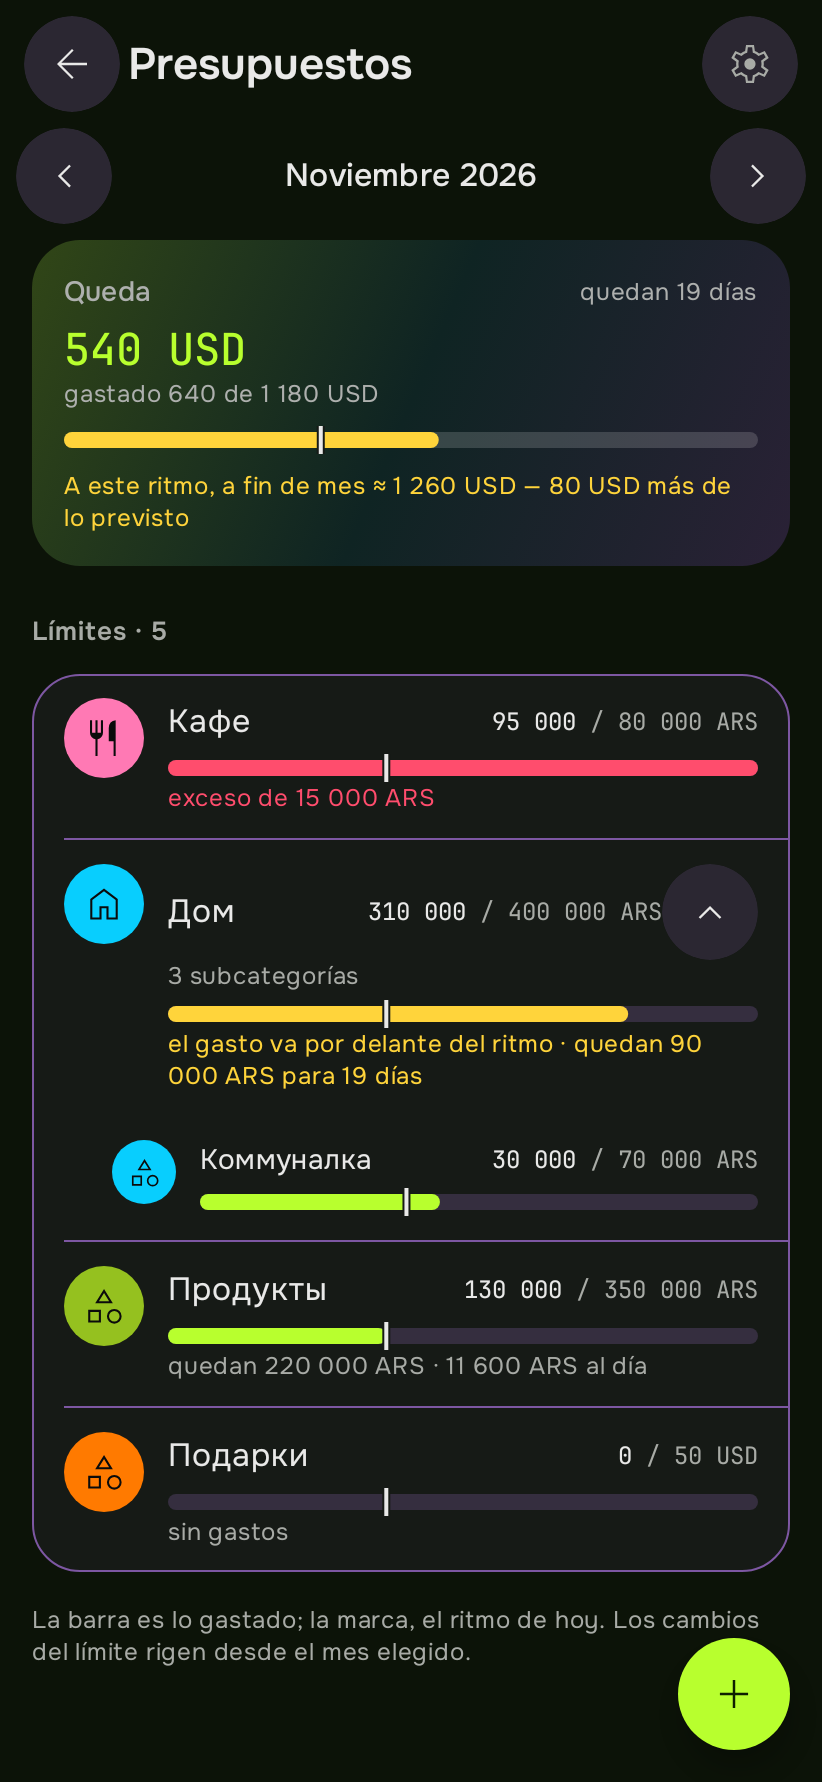 Presupuestos
Noviembre 2026
Queda
quedan 19 días
540 USD
gastado 640 de 1 180 USD
A este ritmo, a fin de mes ≈ 1 260 USD — 80 USD más de
lo previsto
Límites · 5
Кафе
95 000 / 80 000 ARS
exceso de 15 000 ARS
Дом
310 000 / 400 000 ARS
3 subcategorías
el gasto va por delante del ritmo · quedan 90
000 ARS para 19 días
Коммуналка
30 000 / 70 000 ARS
Продукты
130 000 / 350 000 ARS
quedan 220 000 ARS · 11 600 ARS al día
Подарки
0 / 50 USD
sin gastos
La barra es lo gastado; la marca, el ritmo de hoy. Los cambios
del límite rigen desde el mes elegido.